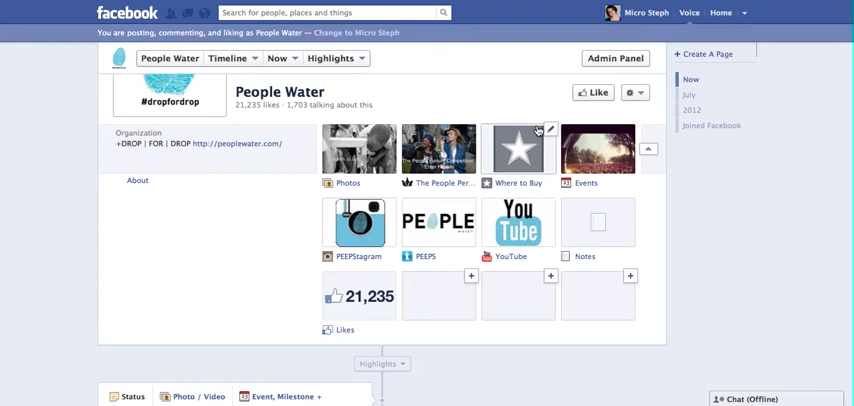 facebook
Search for people, places and things
Micro Steph
Voice
Home
You are posting, commenting, and liking as People Water — Change to Micro Steph
People Water
Timeline
Now
Highlights
Admin Panel
+ Create A Page
Now
July
2012
Joined Facebook
#dropfordrop
People Water
21,235 likes · 1,703 talking about this
Like
Organization
+DROP | FOR | DROP http://peoplewater.com/
About
Photos
The People Per...
Where to Buy
Events
PEOPLE
water
You
Tube
PEEPStagram
PEEPS
YouTube
Notes
21,235
Likes
Highlights
Status
Photo / Video
Event, Milestone +
Chat (Offline)